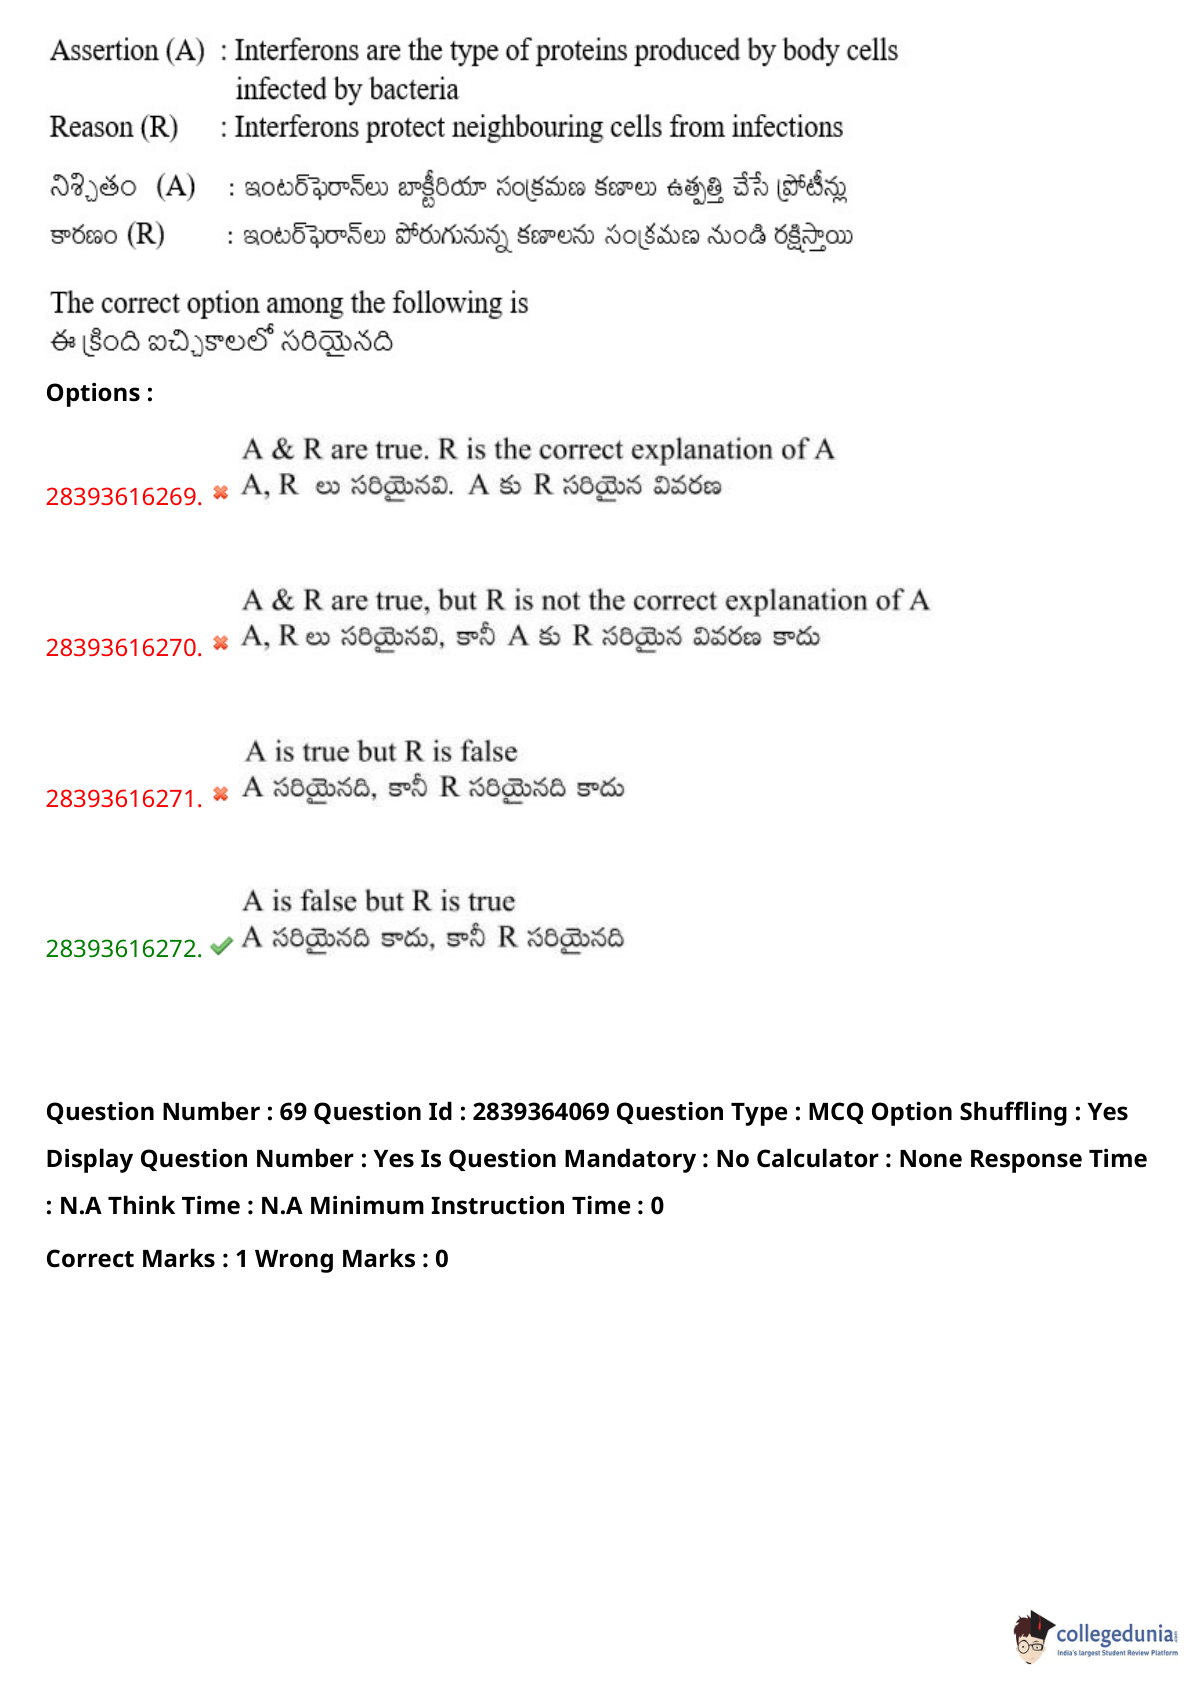 Assertion (A) : Interferons are the type of proteins produced by body cells
infected by bacteria
Reason (R) : Interferons protect neighbouring cells from infections
నిశ్చితం (A) : ఇంటర్‌ఫెరాన్‌లు బాక్టీరియా సంక్రమణ కణాలు ఉత్పత్తి చేసే ప్రోటీన్లు
కారణం (R) : ఇంటర్‌ఫెరాన్‌లు పోరుగునున్న కణాలను సంక్రమణ నుండి రక్షిస్తాయి
The correct option among the following is
ఈ క్రింది ఐచ్చికాలలో సరియైనది
Options :
A & R are true. R is the correct explanation of A
28393616269. A, R లు సరియైనవి. A కు R సరియైన వివరణ
A & R are true, but R is not the correct explanation of A
28393616270. A, R లు సరియైనవి, కానీ A కు R సరియైన వివరణ కాదు
A is true but R is false
28393616271. A సరియైనది, కానీ R సరియైనది కాదు
A is false but R is true
28393616272. A సరియైనది కాదు, కానీ R సరియైనది
Question Number : 69 Question Id : 2839364069 Question Type : MCQ Option Shuffling : Yes
Display Question Number : Yes Is Question Mandatory : No Calculator : None Response Time
: N.A Think Time : N.A Minimum Instruction Time : 0
Correct Marks : 1 Wrong Marks : 0
collegedunia
India's largest Student Review Platform